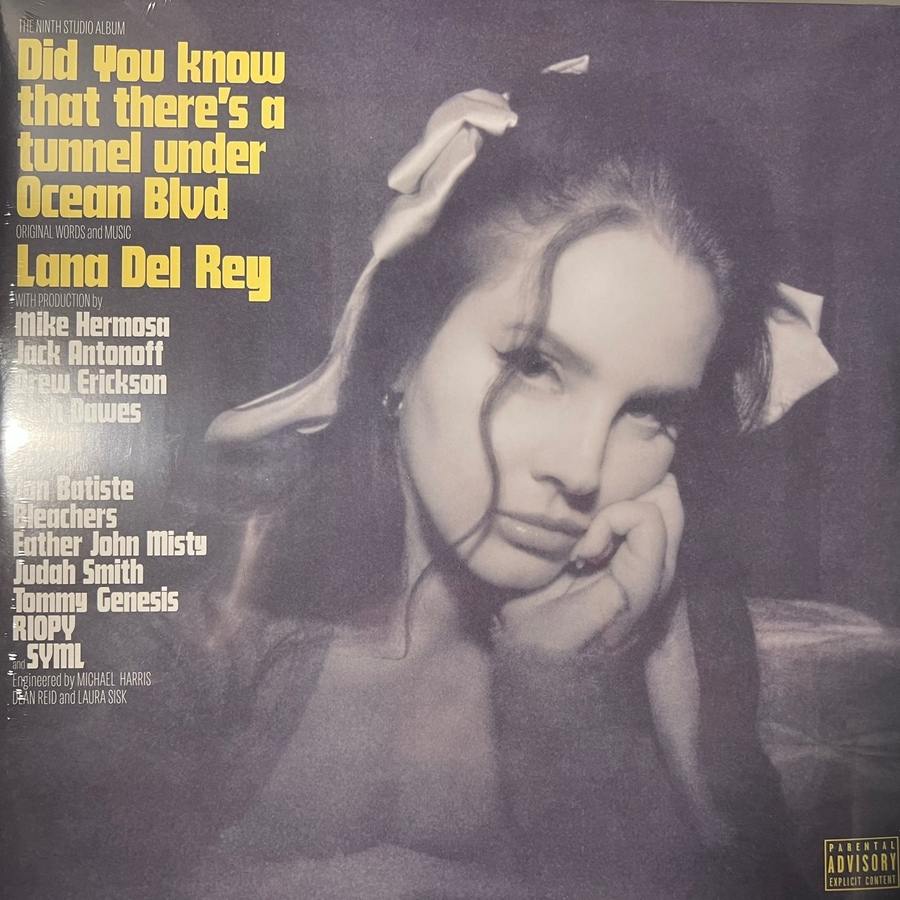 THE NINTH STUDIO ALBUM
Did you know
that there's a
tunnel under
Ocean Blvd
ORIGINAL WORDS and MUSIC
Lana Del Rey
WITH PRODUCTION by
Mike Hermosa
Jack Antonoff
Drew Erickson
Zach Dawes
Jon Batiste
Bleachers
Father John Misty
Judah Smith
Tommy Genesis
RIOPY
and SYML
Engineered by MICHAEL HARRIS
DEAN REID and LAURA SISK
PARENTAL
ADVISORY
EXPLICIT CONTENT